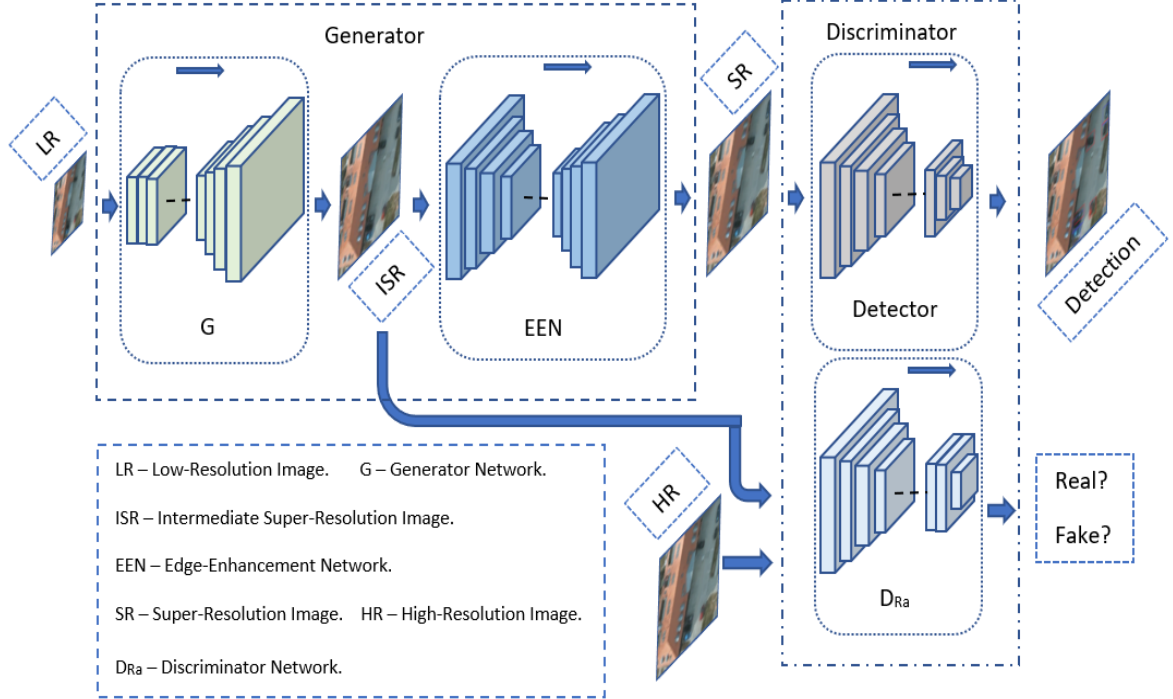 Generator
Discriminator
LR
SR
ISR
G
EEN
Detector
Detection
LR – Low-Resolution Image. G – Generator Network.
ISR – Intermediate Super-Resolution Image.
EEN – Edge-Enhancement Network.
SR – Super-Resolution Image. HR – High-Resolution Image.
DRa – Discriminator Network.
HR
DRa
Real?
Fake?